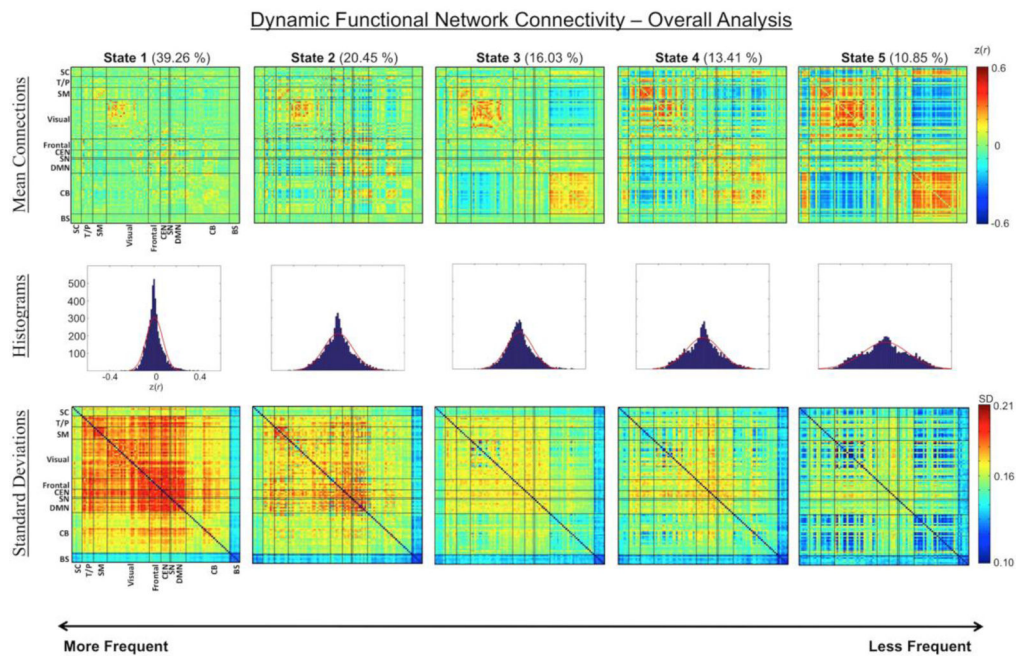 Dynamic Functional Network Connectivity – Overall Analysis
State 1 (39.26 %)
State 2 (20.45 %)
State 3 (16.03 %)
State 4 (13.41 %)
State 5 (10.85 %)
z(r)
Mean Connections
SC
T/P
SM
Visual
Frontal
CEN
SN
DMN
CB
BS
SC
T/P
SM
Visual
Frontal
CEN
SN
DMN
CB
BS
0.6
0
-0.6
Histograms
500
400
300
200
100
-0.4
0
0.4
z(r)
Standard Deviations
SC
T/P
SM
Visual
Frontal
CEN
SN
DMN
CB
BS
SC
T/P
SM
Visual
Frontal
CEN
SN
DMN
CB
BS
SD
0.21
0.16
0.10
More Frequent
Less Frequent